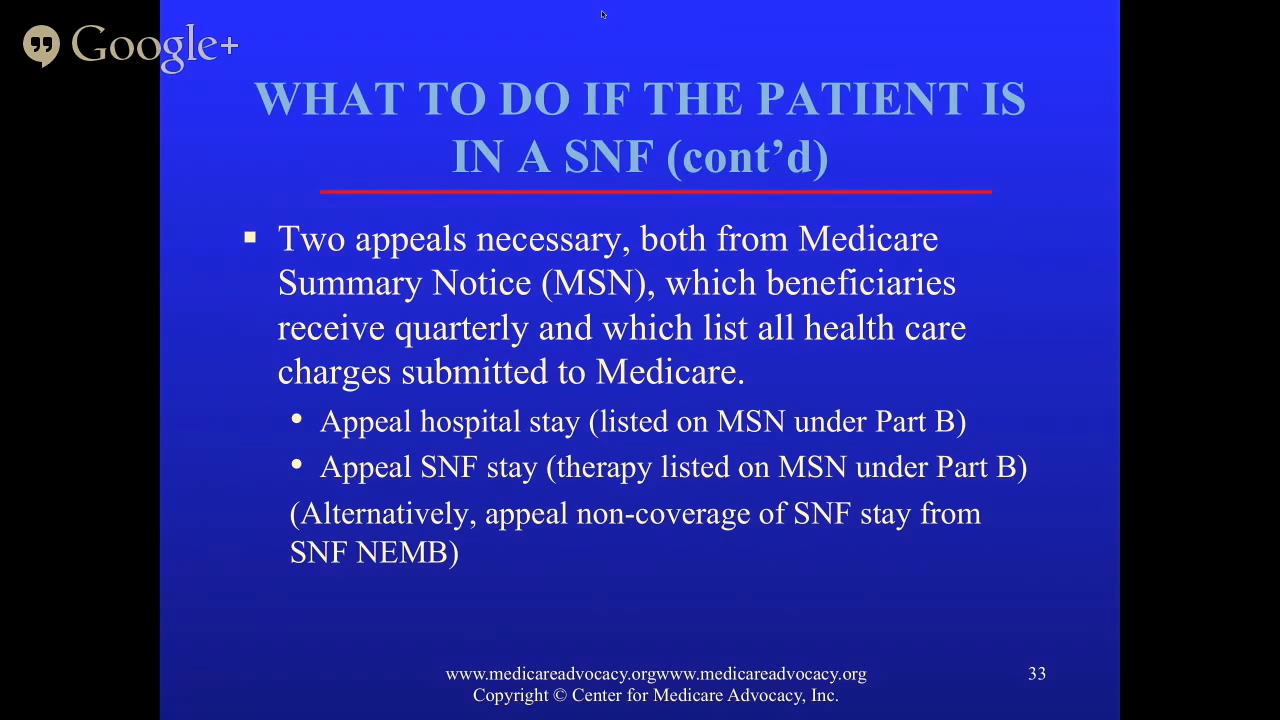 Google+
WHAT TO DO IF THE PATIENT IS
IN A SNF (cont’d)
▪ Two appeals necessary, both from Medicare
Summary Notice (MSN), which beneficiaries
receive quarterly and which list all health care
charges submitted to Medicare.
• Appeal hospital stay (listed on MSN under Part B)
• Appeal SNF stay (therapy listed on MSN under Part B)
(Alternatively, appeal non-coverage of SNF stay from
SNF NEMB)
www.medicareadvocacy.orgwww.medicareadvocacy.org
33
Copyright © Center for Medicare Advocacy, Inc.